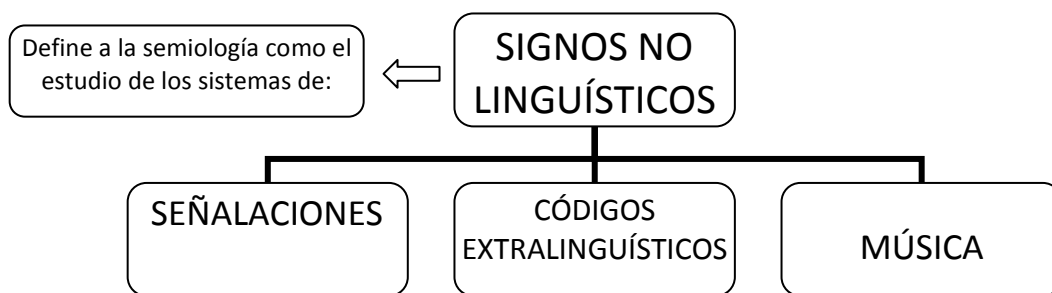 Define a la semiología como el
estudio de los sistemas de:
SIGNOS NO
LINGUÍSTICOS
SEÑALACIONES
CÓDIGOS
EXTRALINGUÍSTICOS
MÚSICA